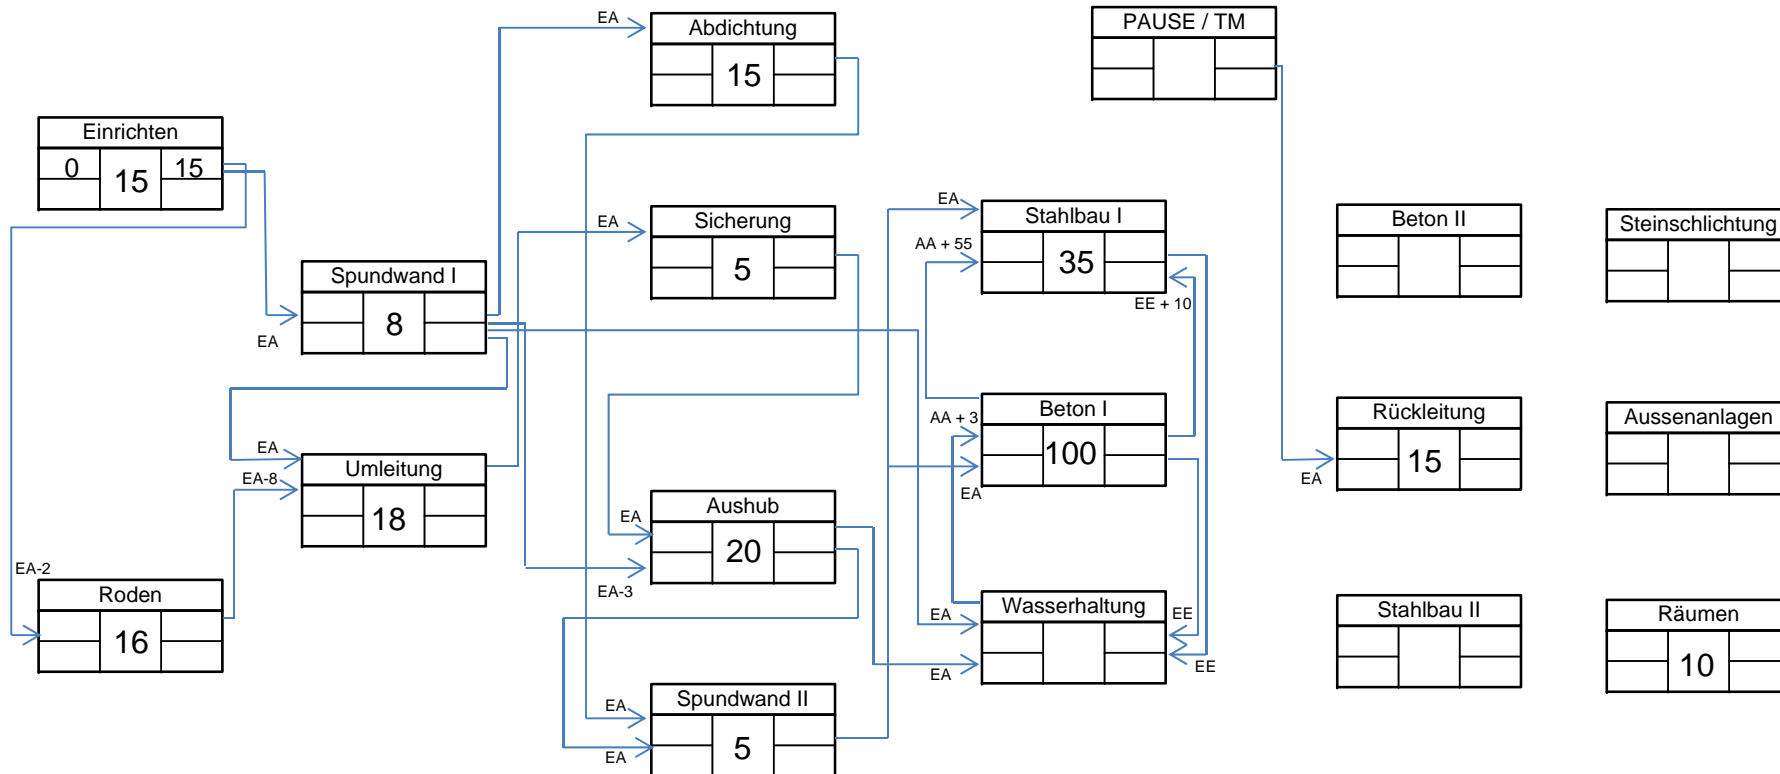 EA
Abdichtung
15
PAUSE / TM
Einrichten
0
15
15
EA
Sicherung
5
EA
Stahlbau I
35
AA + 55
EE + 10
Beton II
Steinschlichtung
Spundwand I
8
EA
AA + 3
Beton I
100
EA
Rückleitung
15
EA
Aussenanlagen
EA
EA-8
Umleitung
18
EA
Aushub
20
EA-3
EA-2
Roden
16
EA
Wasserhaltung
EE
EA
EE
Stahlbau II
Räumen
10
EA
Spundwand II
5
EA